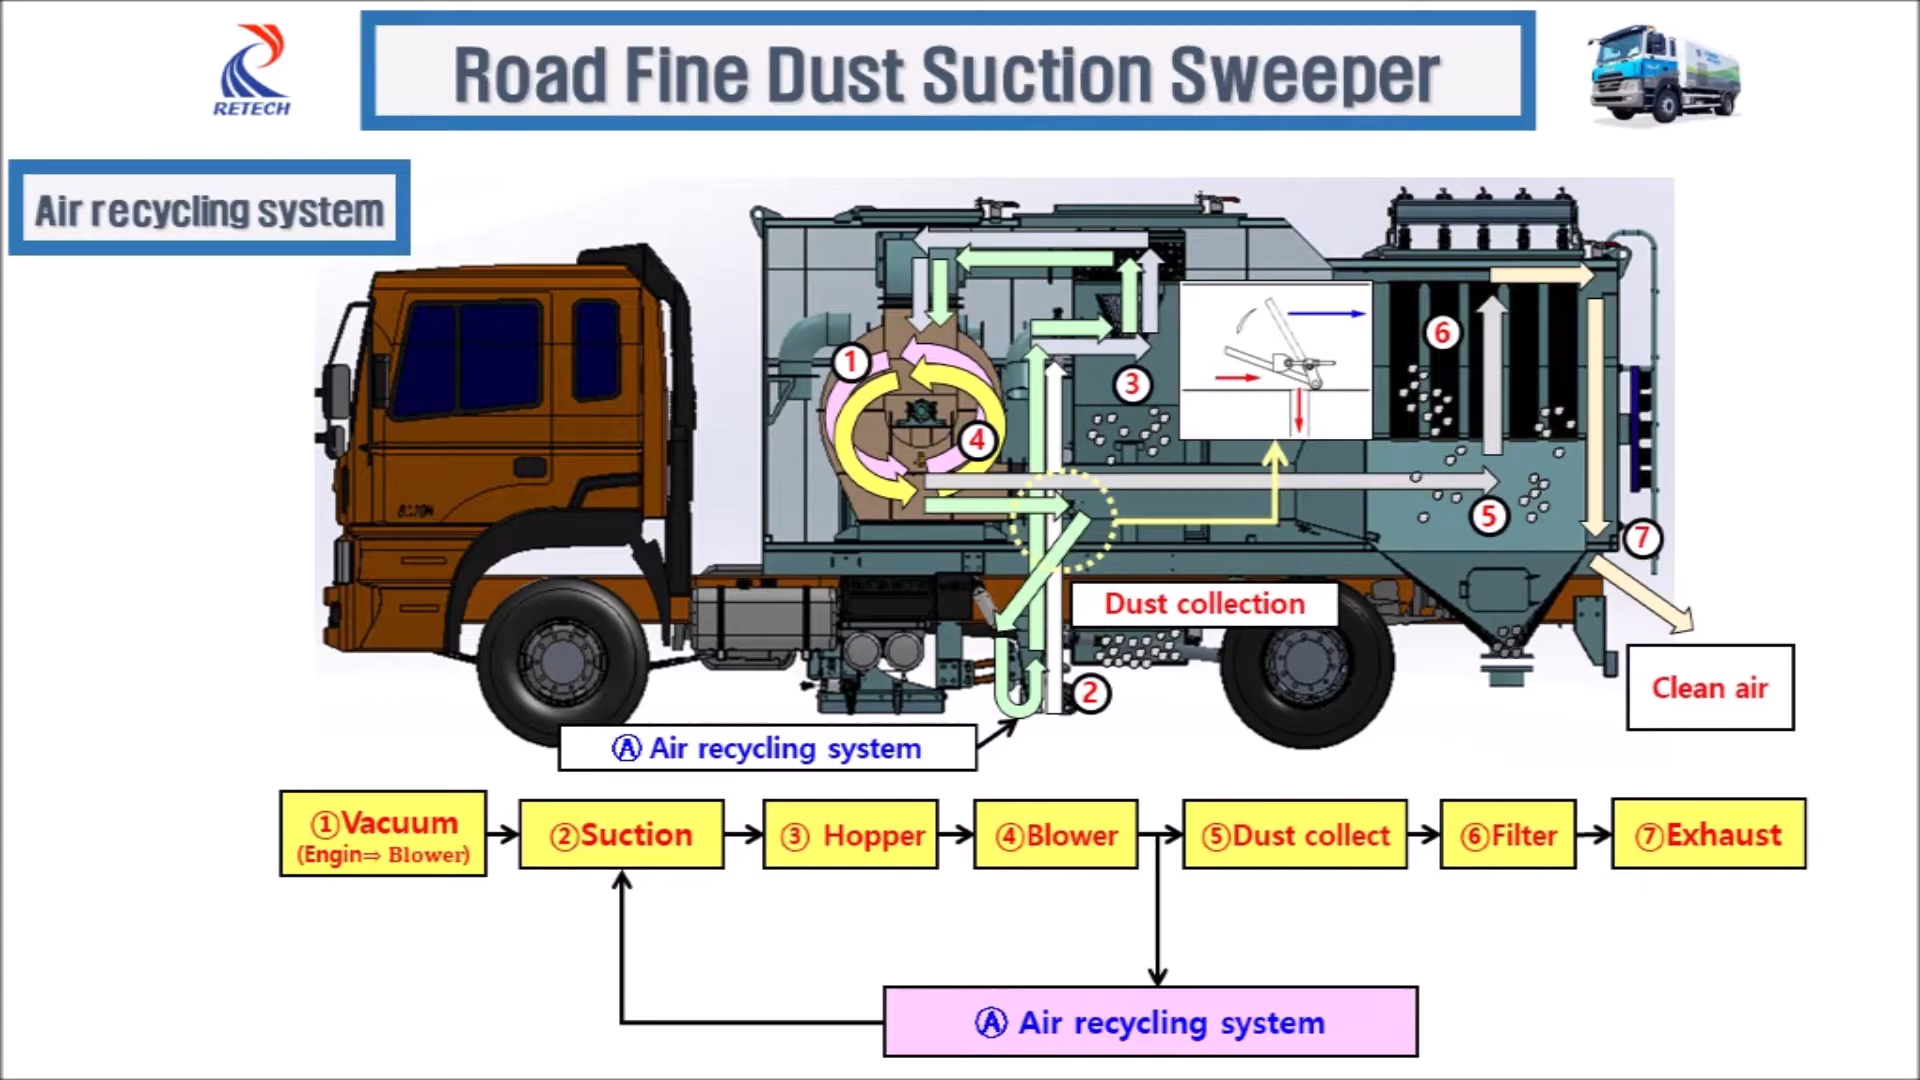 RETECH
Road Fine Dust Suction Sweeper
Air recycling system
①
④
③
⑥
⑤
⑦
②
Dust collection
Clean air
Ⓐ Air recycling system
①Vacuum
(Engin⇒ Blower)
②Suction
③ Hopper
④Blower
⑤Dust collect
⑥Filter
⑦Exhaust
Ⓐ Air recycling system